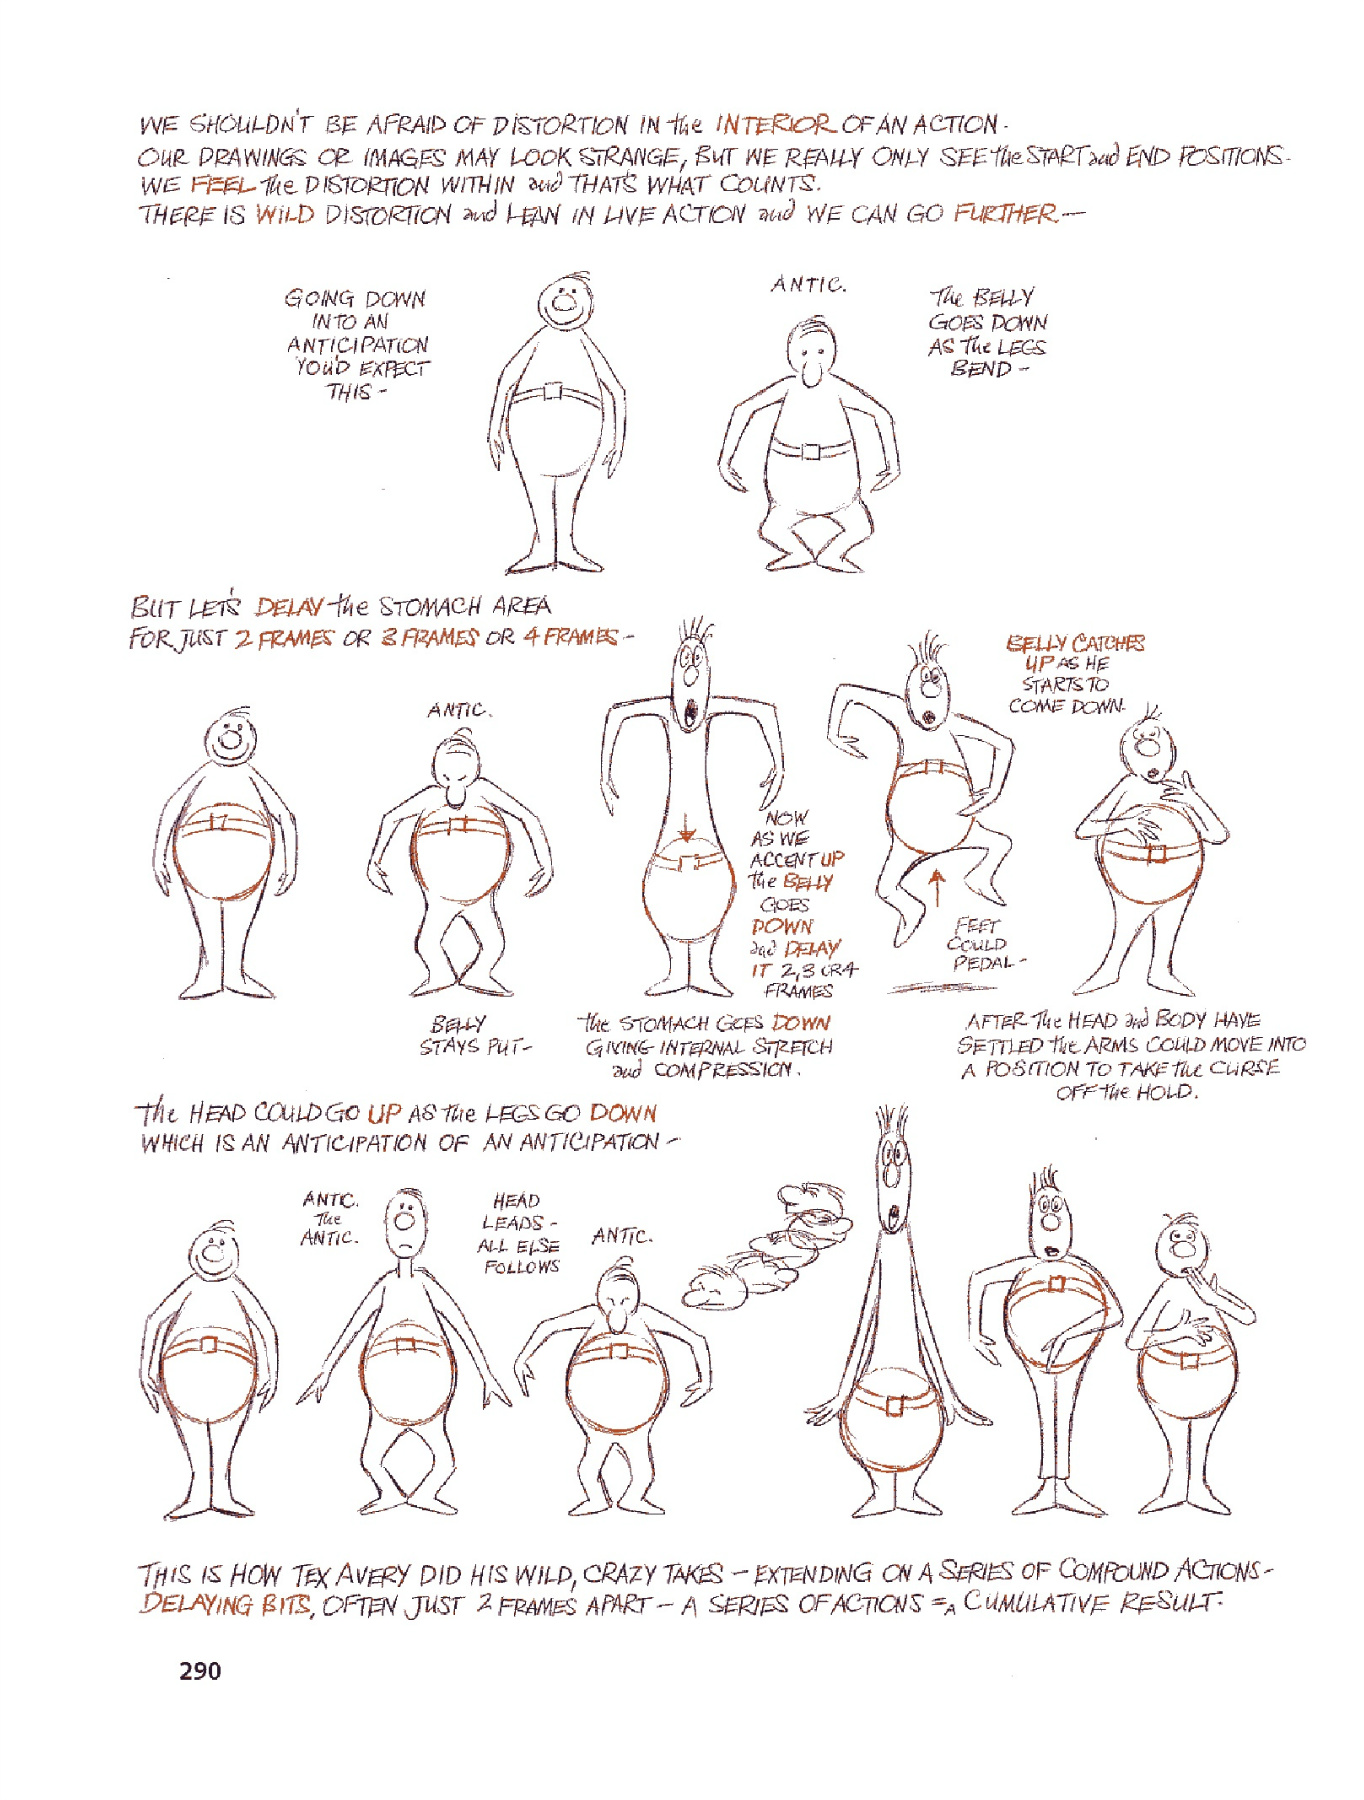 WE SHOULDN'T BE AFRAID OF DISTORTION IN the INTERIOR OF AN ACTION.
OUR DRAWINGS OR IMAGES MAY LOOK STRANGE, BUT WE REALLY ONLY SEE the START and END POSITIONS.
WE FEEL the DISTORTION WITHIN and THAT'S WHAT COUNTS.
THERE IS WILD DISTORTION and LEAN IN LIVE ACTION and WE CAN GO FURTHER —
GOING DOWN
INTO AN
ANTICIPATION
YOU'D EXPECT
THIS -
ANTIC.
The BELLY
GOES DOWN
AS the LEGS
BEND -
BUT LET'S DELAY the STOMACH AREA
FOR JUST 2 FRAMES OR 3 FRAMES OR 4 FRAMES -
ANTIC.
BELLY
STAYS PUT -
NOW
AS WE
ACCENT UP
the BELLY
GOES
DOWN
and DELAY
IT 2,3 OR 4
FRAMES
the STOMACH GOES DOWN
GIVING INTERNAL STRETCH
and COMPRESSION.
BELLY CATCHES
UP AS HE
STARTS TO
COME DOWN.
FEET
COULD
PEDAL -
AFTER the HEAD and BODY HAVE
SETTLED the ARMS COULD MOVE INTO
A POSITION TO TAKE the CURSE
OFF the HOLD.
the HEAD COULD GO UP AS the LEGS GO DOWN
WHICH IS AN ANTICIPATION OF AN ANTICIPATION -
ANTIC.
The
ANTIC.
HEAD
LEADS -
ALL ELSE
FOLLOWS
ANTIC.
THIS IS HOW TEX AVERY DID HIS WILD, CRAZY TAKES — EXTENDING ON A SERIES OF COMPOUND ACTIONS -
DELAYING BITS, OFTEN JUST 2 FRAMES APART — A SERIES OF ACTIONS = A CUMULATIVE RESULT.
290